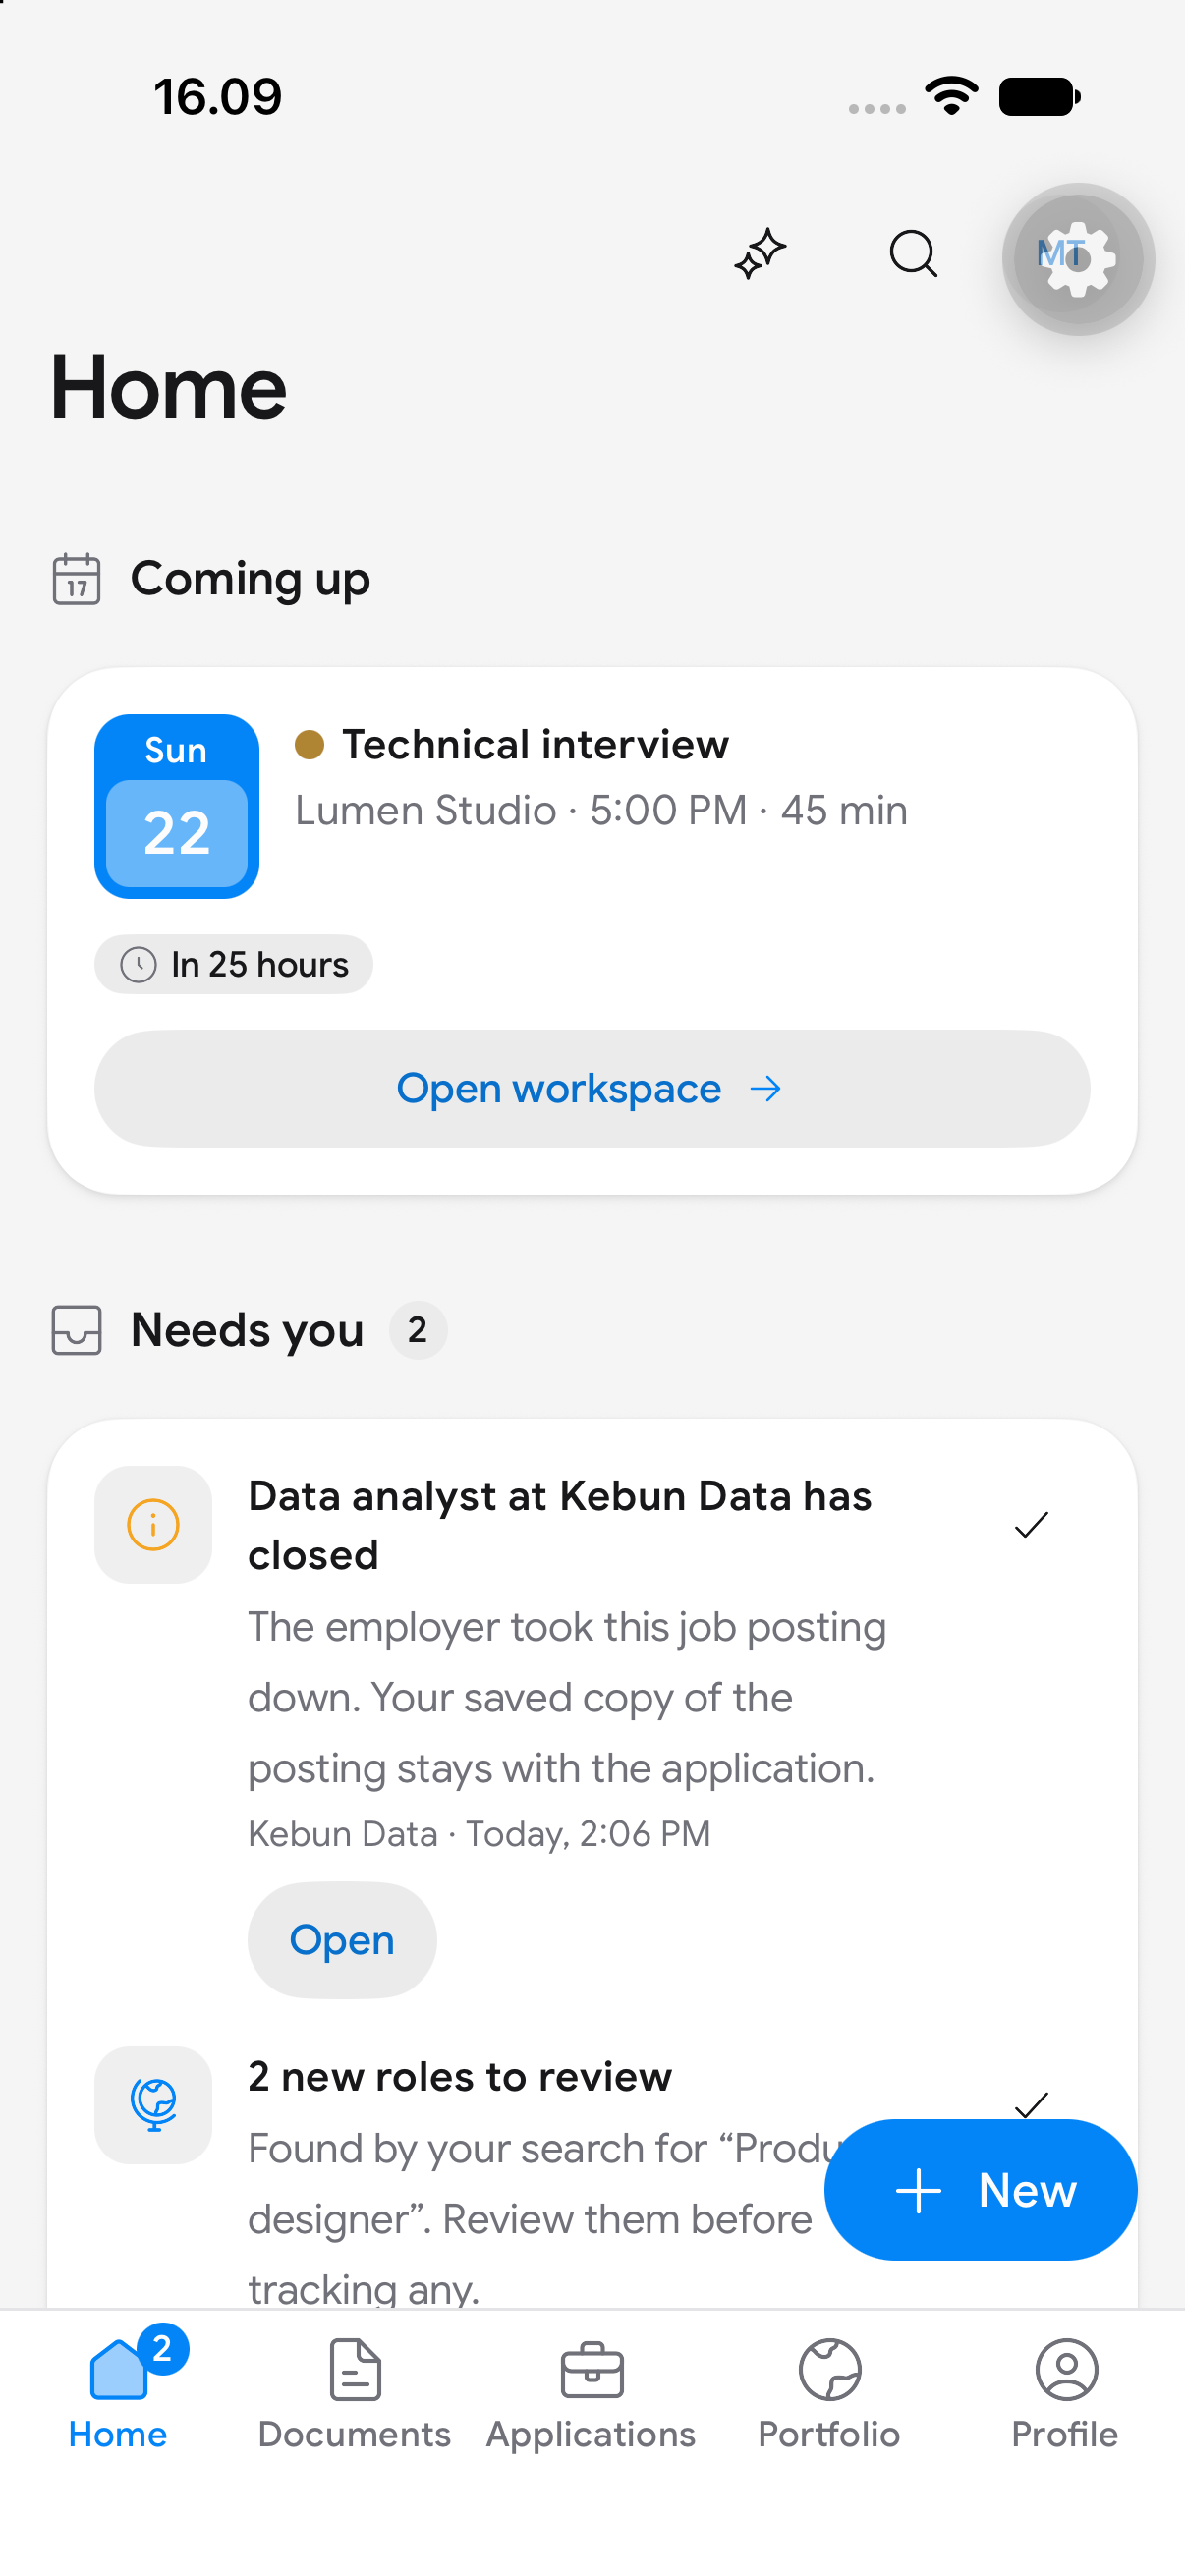 16.09
MT
Home
17
Coming up
Sun
22
Technical interview
Lumen Studio · 5:00 PM · 45 min
In 25 hours
Open workspace
Needs you 2
Data analyst at Kebun Data has
closed
The employer took this job posting
down. Your saved copy of the
posting stays with the application.
Kebun Data · Today, 2:06 PM
Open
2 new roles to review
Found by your search for “Produ
designer”. Review them before
tracking any.
New
2
Home
Documents
Applications
Portfolio
Profile